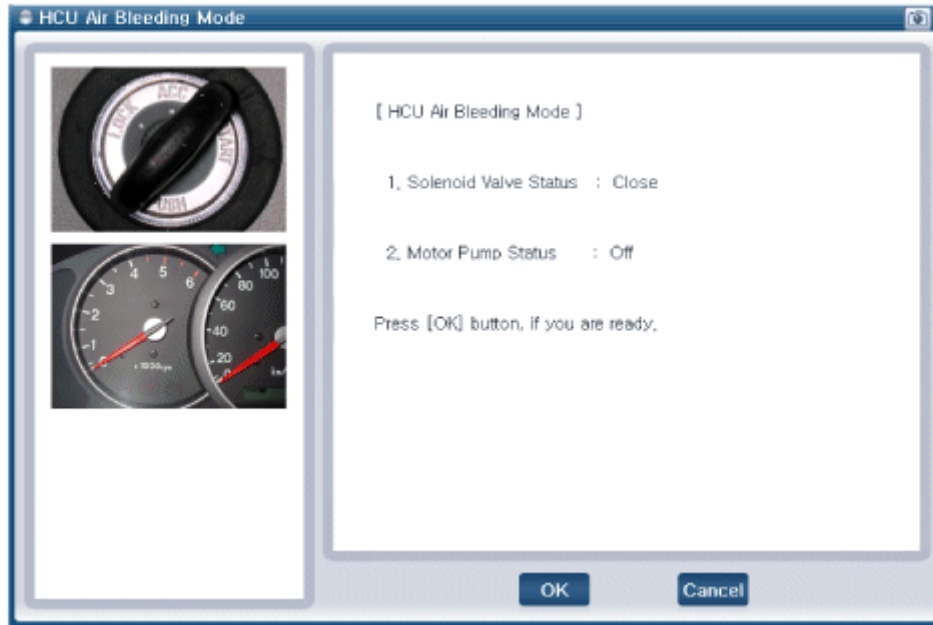 HCU Air Bleeding Mode
LOCK
ACC
START
PUSH
1
2
3
4
5
6
20
40
60
80
100
[ HCU Air Bleeding Mode ]
1. Solenoid Valve Status : Close
2. Motor Pump Status : Off
Press [OK] button, if you are ready.
OK
Cancel